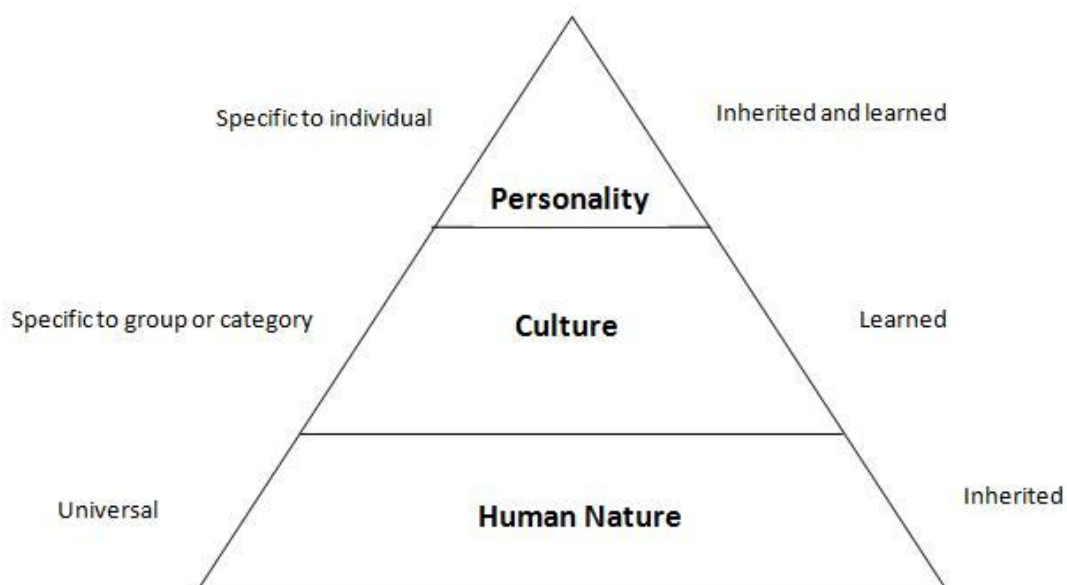 Specific to individual
Inherited and learned
Personality
Specific to group or category
Culture
Learned
Universal
Human Nature
Inherited